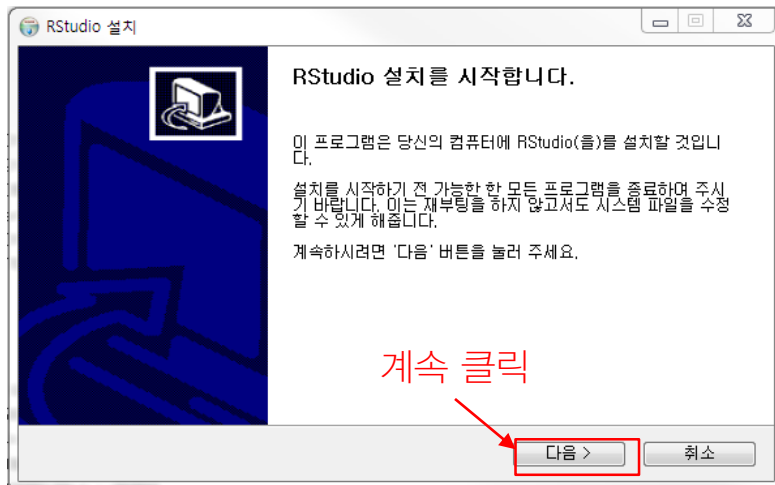 RStudio 설치
RStudio 설치를 시작합니다.
이 프로그램은 당신의 컴퓨터에 RStudio(을)를 설치할 것입니
다.
설치를 시작하기 전 가능한 한 모든 프로그램을 종료하여 주시
기 바랍니다. 이는 재부팅을 하지 않고서도 시스템 파일을 수정
할 수 있게 해줍니다.
계속하시려면 '다음' 버튼을 눌러 주세요.
계속 클릭
다음 >
취소